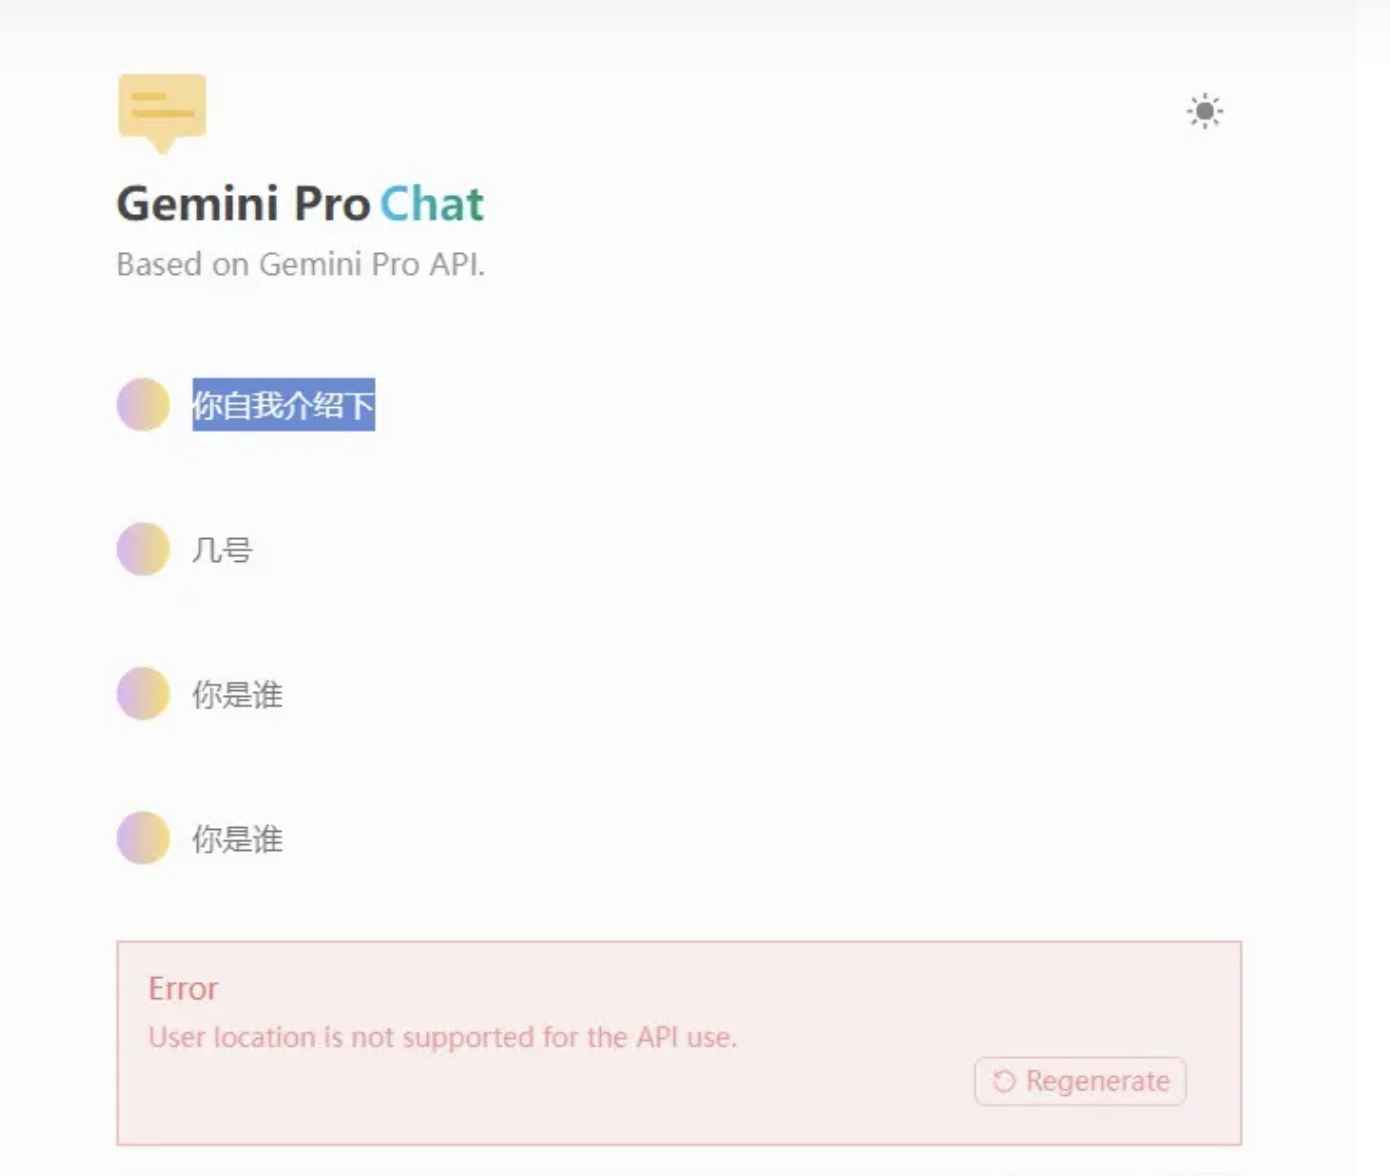 Gemini Pro Chat
Based on Gemini Pro API.
你自我介绍下
几号
你是谁
你是谁
Error
User location is not supported for the API use.
Regenerate